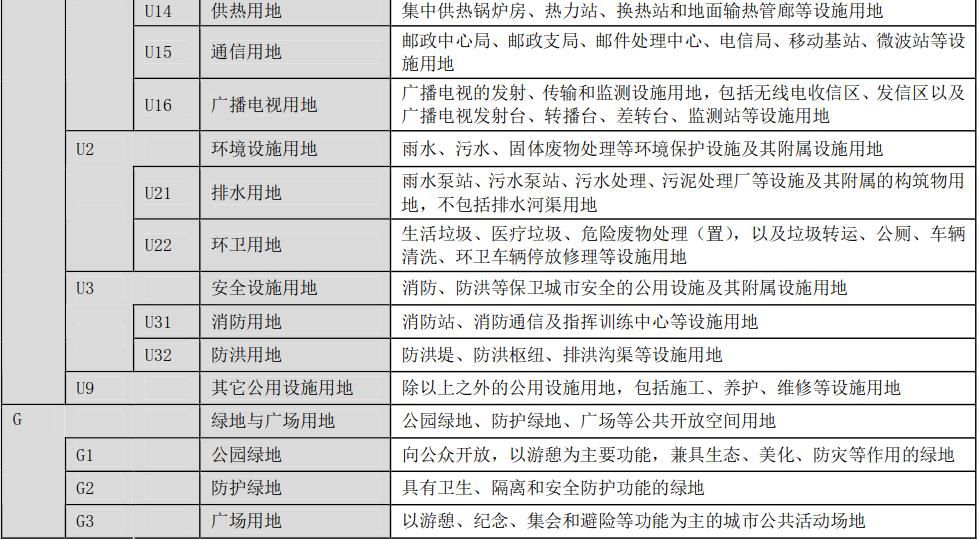 U14 供热用地 集中供热锅炉房、热力站、换热站和地面输热管廊等设施用地
U15 通信用地 邮政中心局、邮政支局、邮件处理中心、电信局、移动基站、微波站等设
施用地
U16 广播电视用地 广播电视的发射、传输和监测设施用地，包括无线电收信区、发信区以及
广播电视发射台、转播台、差转台、监测站等设施用地
U2 环境设施用地 雨水、污水、固体废物处理等环境保护设施及其附属设施用地
U21 排水用地 雨水泵站、污水泵站、污水处理、污泥处理厂等设施及其附属的构筑物用
地，不包括排水河渠用地
U22 环卫用地 生活垃圾、医疗垃圾、危险废物处理（置），以及垃圾转运、公厕、车辆
清洗、环卫车辆停放修理等设施用地
U3 安全设施用地 消防、防洪等保卫城市安全的公用设施及其附属设施用地
U31 消防用地 消防站、消防通信及指挥训练中心等设施用地
U32 防洪用地 防洪堤、防洪枢纽、排洪沟渠等设施用地
U9 其它公用设施用地 除以上之外的公用设施用地，包括施工、养护、维修等设施用地
G 绿地与广场用地 公园绿地、防护绿地、广场等公共开放空间用地
G1 公园绿地 向公众开放，以游憩为主要功能，兼具生态、美化、防灾等作用的绿地
G2 防护绿地 具有卫生、隔离和安全防护功能的绿地
G3 广场用地 以游憩、纪念、集会和避险等功能为主的城市公共活动场地